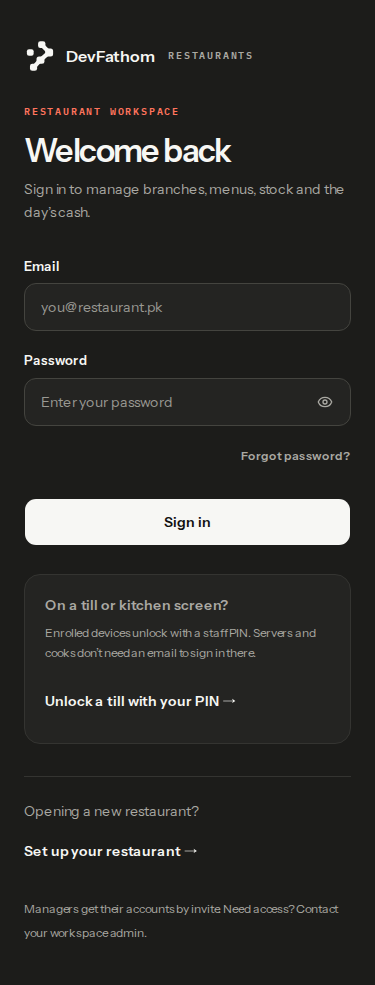 DevFathom RESTAURANTS
RESTAURANT WORKSPACE
Welcome back
Sign in to manage branches, menus, stock and the
day's cash.
Email
you@restaurant.pk
Password
Enter your password
Forgot password?
Sign in
On a till or kitchen screen?
Enrolled devices unlock with a staff PIN. Servers and
cooks don't need an email to sign in there.
Unlock a till with your PIN →
Opening a new restaurant?
Set up your restaurant →
Managers get their accounts by invite. Need access? Contact
your workspace admin.